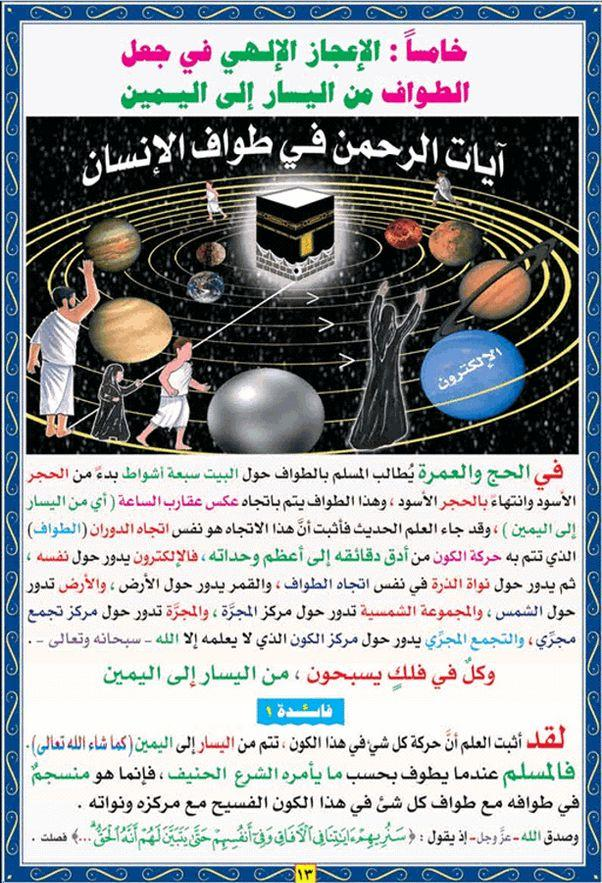 خامساً : الإعجاز الإلـهي في جعل
الطـواف من اليـسار إلى اليـمين
آيات الرحمن في طواف الإنسان
الإلكترون
في الحج والعمرة يُطالب المسلم بالطواف حول البيت سبعة أشواط بدءً من الحجر
الأسود وانتهاءً بالحجر الأسود ، وهذا الطواف يتم باتجاه عكس عقارب الساعة ( أي من اليسار
إلى اليمين ) ، وقد جاء العلم الحديث فأثبت أنَّ هذا الاتجاه هو نفس اتجاه الدوران (الطواف)
الذي تتم به حركة الكون من أدق دقائقه إلى أعظم وحداته ، فالإلكترون يدور حول نفسه ،
ثم يدور حول نواة الذرة في نفس اتجاه الطواف ، والقمر يدور حول الأرض ، والأرض تدور
حول الشمس ، والمجموعة الشمسية تدور حول مركز المجرَّة ، والمجرَّة تدور حول مركز تجمع
مجرِّي ، والتجمع المجرِّي يدور حول مركز الكون الذي لا يعلمه إلا الله - سبحانه وتعالى - .
وكلٌ في فلكٍ يسبحون ، من اليسار إلى اليمين
فائدة ١
لقد أثبت العلم أنَّ حركة كل شيٍ في هذا الكون ، تتم من اليسار إلى اليمين (كما شاء الله تعالى) .
فالمسلم عندما يطوف بحسب ما يأمره الشرع الحنيف ، فإنما هو منسجمٌ
في طوافه مع طواف كل شئ في هذا الكون الفسيح مع مركزه ونواته .
وصدق الله - عزَّ وجل - إذ يقول : ﴿ سَنُرِيهِمْ آيَاتِنَا فِي الْآفَاقِ وَفِي أَنفُسِهِمْ حَتَّى يَتَبَيَّنَ لَهُمْ أَنَّهُ الْحَقُّ ...﴾ فصلت .
١٣